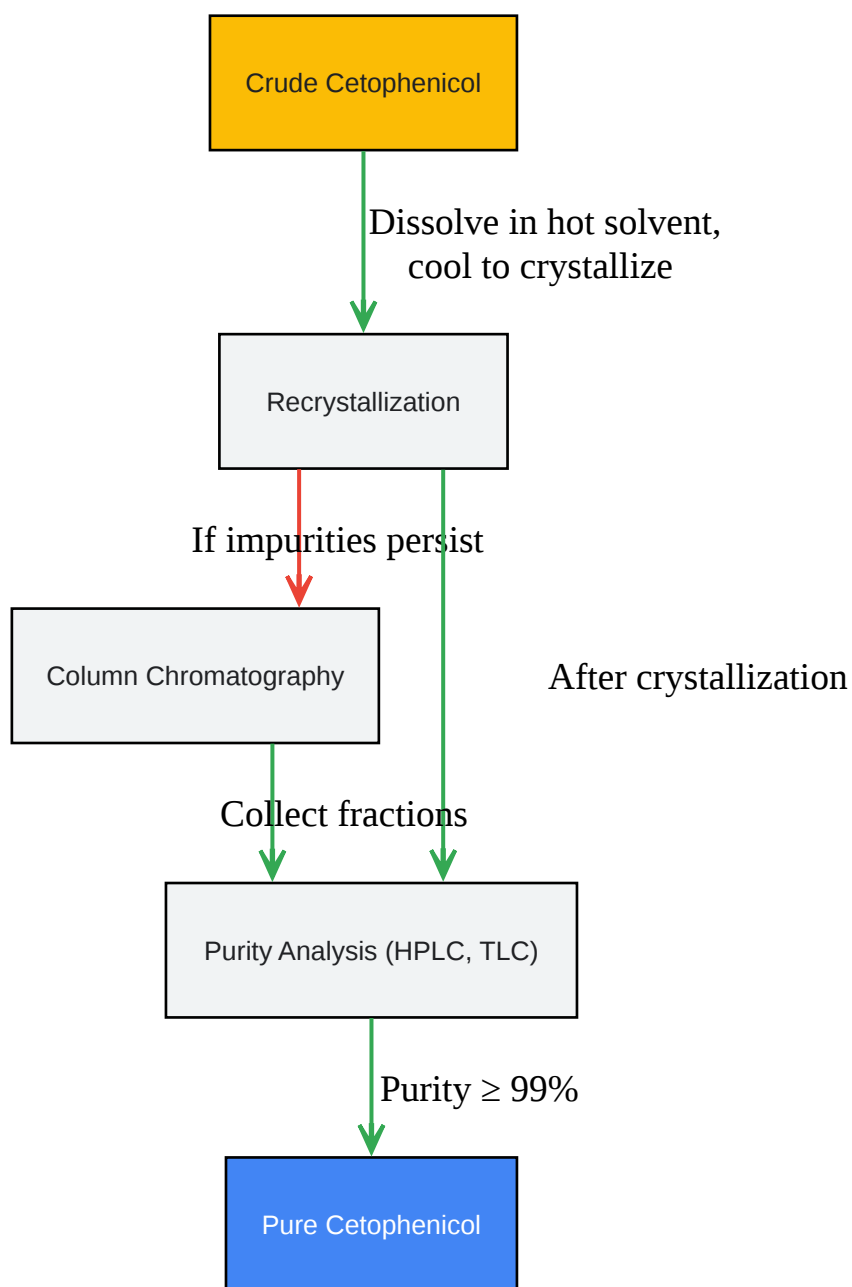 Crude Cetophenicol
Dissolve in hot solvent,
cool to crystallize
Recrystallization
If impurities persist
Column Chromatography
After crystallization
Collect fractions
Purity Analysis (HPLC, TLC)
Purity ≥ 99%
Pure Cetophenicol